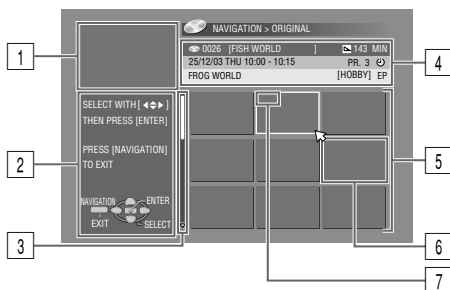 NAVIGATION > ORIGINAL
0026 [FISH WORLD ] 143 MIN
25/12/03 THU 10:00 - 10:15 PR. 3
FROG WORLD [HOBBY] EP
SELECT WITH [ ]
THEN PRESS [ENTER]
PRESS [NAVIGATION]
TO EXIT
NAVIGATION ENTER
EXIT SELECT
1
2
3
4
5
6
7